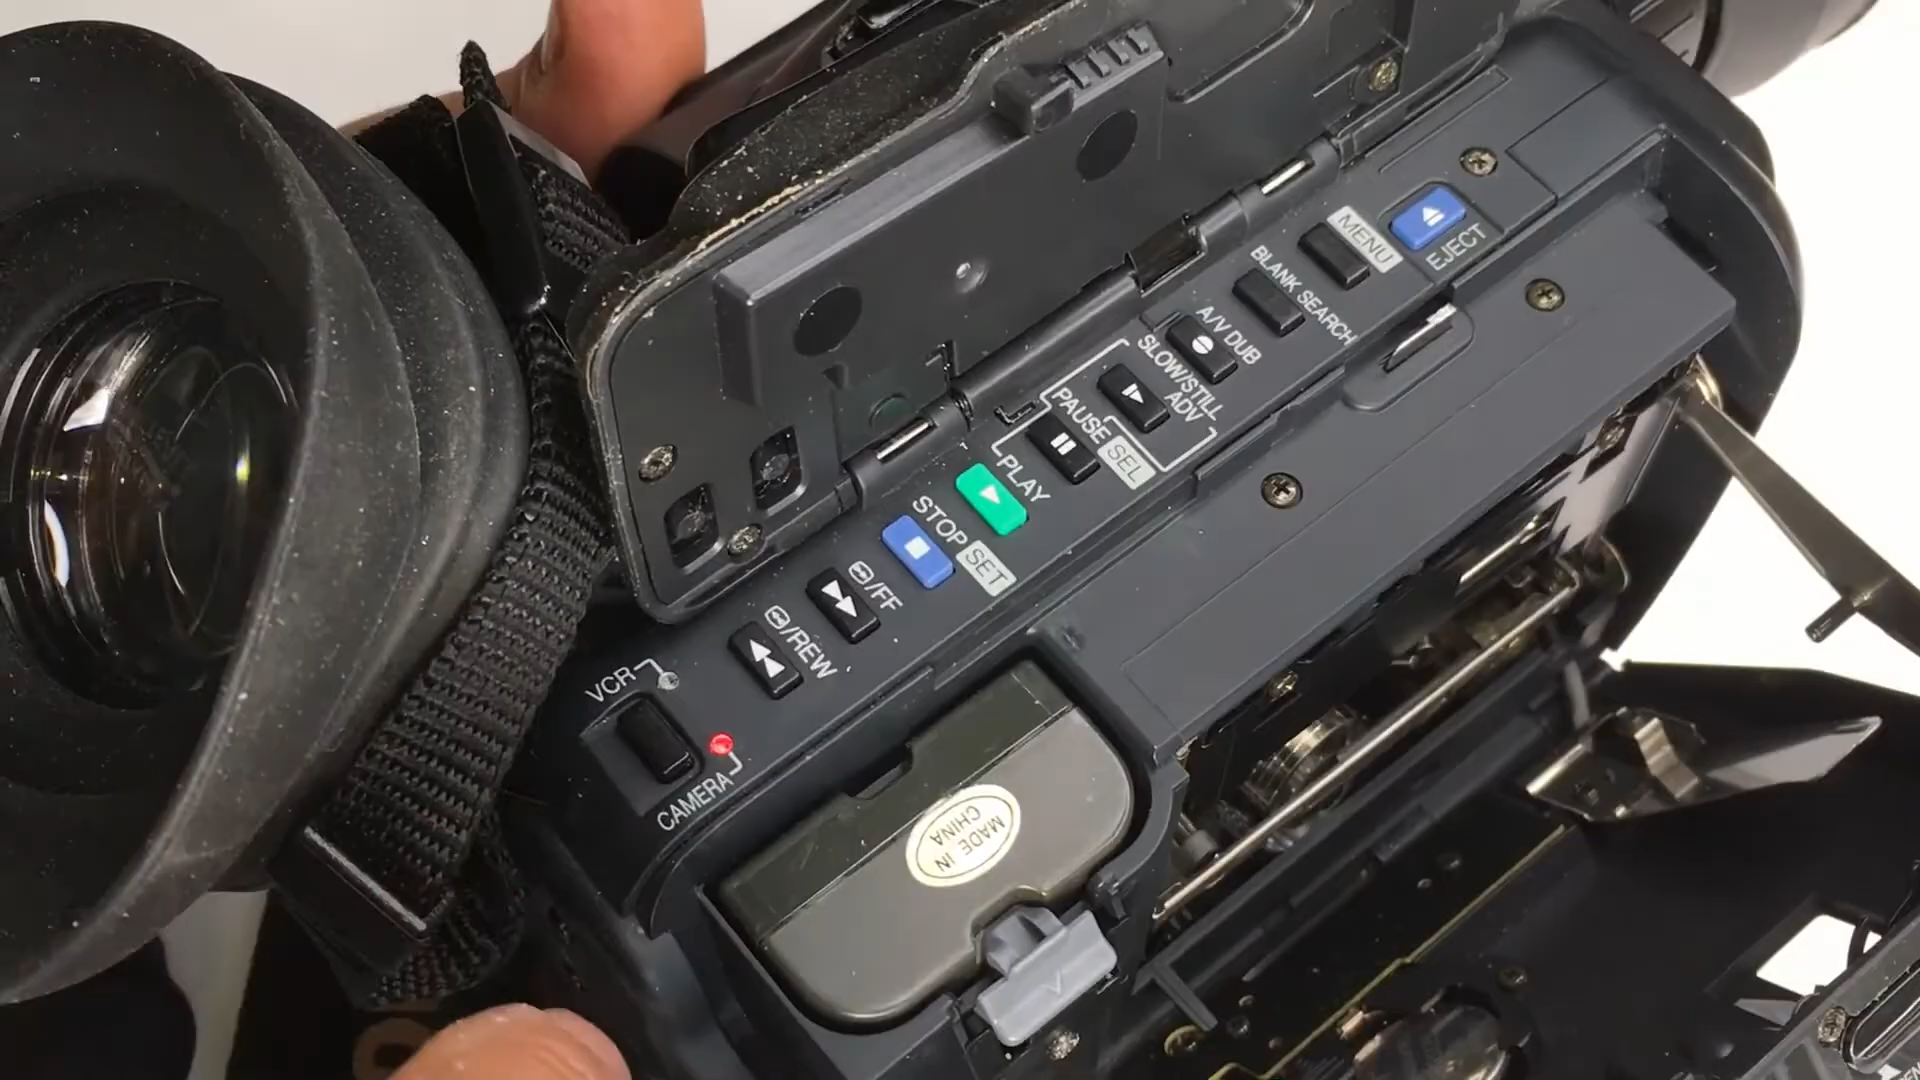 EJECT
MENU
BLANK SEARCH
A/V DUB
SLOW/STILL
ADV
PAUSE
SEL
PLAY
STOP
SET
/FF
/REW
VCR
CAMERA
MADE IN
CHINA